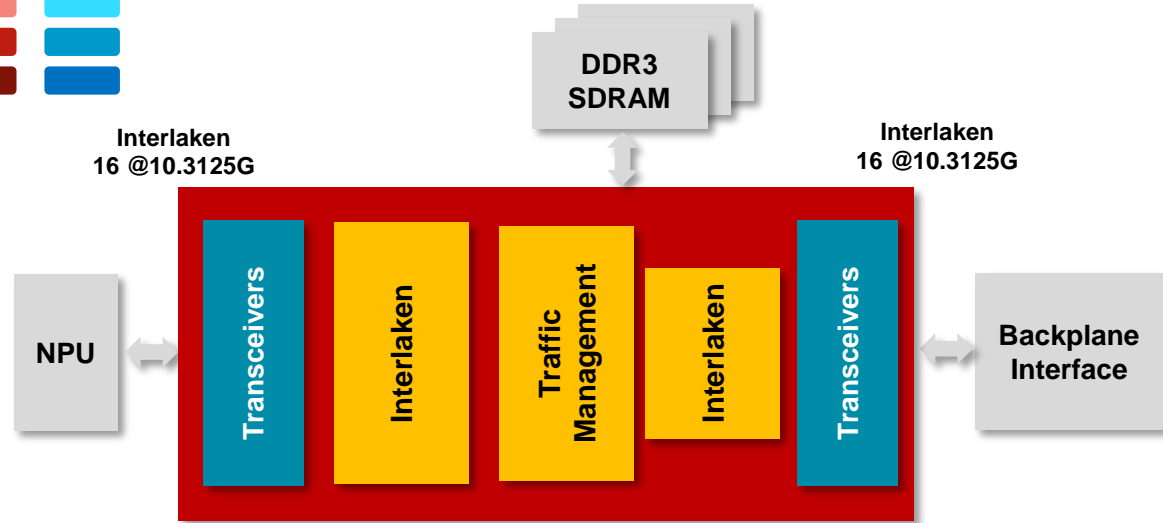 DDR3
SDRAM
Interlaken
16 @10.3125G
Interlaken
16 @10.3125G
NPU
Transceivers
Interlaken
Traffic
Management
Interlaken
Transceivers
Backplane
Interface